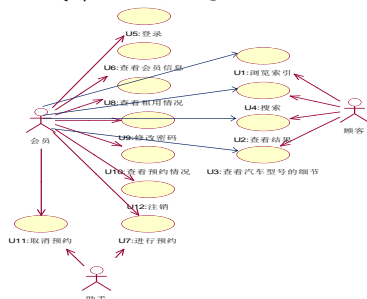 U5:登录
U6:查看会员信息
U1:浏览索引
U8:查看租用情况
U4:搜索
会员
U9:修改密码
U2:查看结果
顾客
U10:查看预约情况
U3:查看汽车型号的细节
U12:注销
U11:取消预约
U7:进行预约